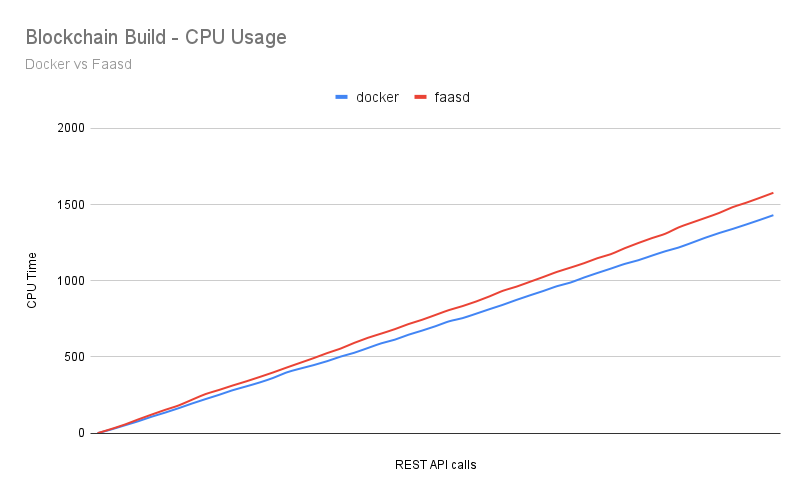 Blockchain Build - CPU Usage
Docker vs Faasd
docker faasd
2000
1500
1000
500
0
CPU Time
REST API calls